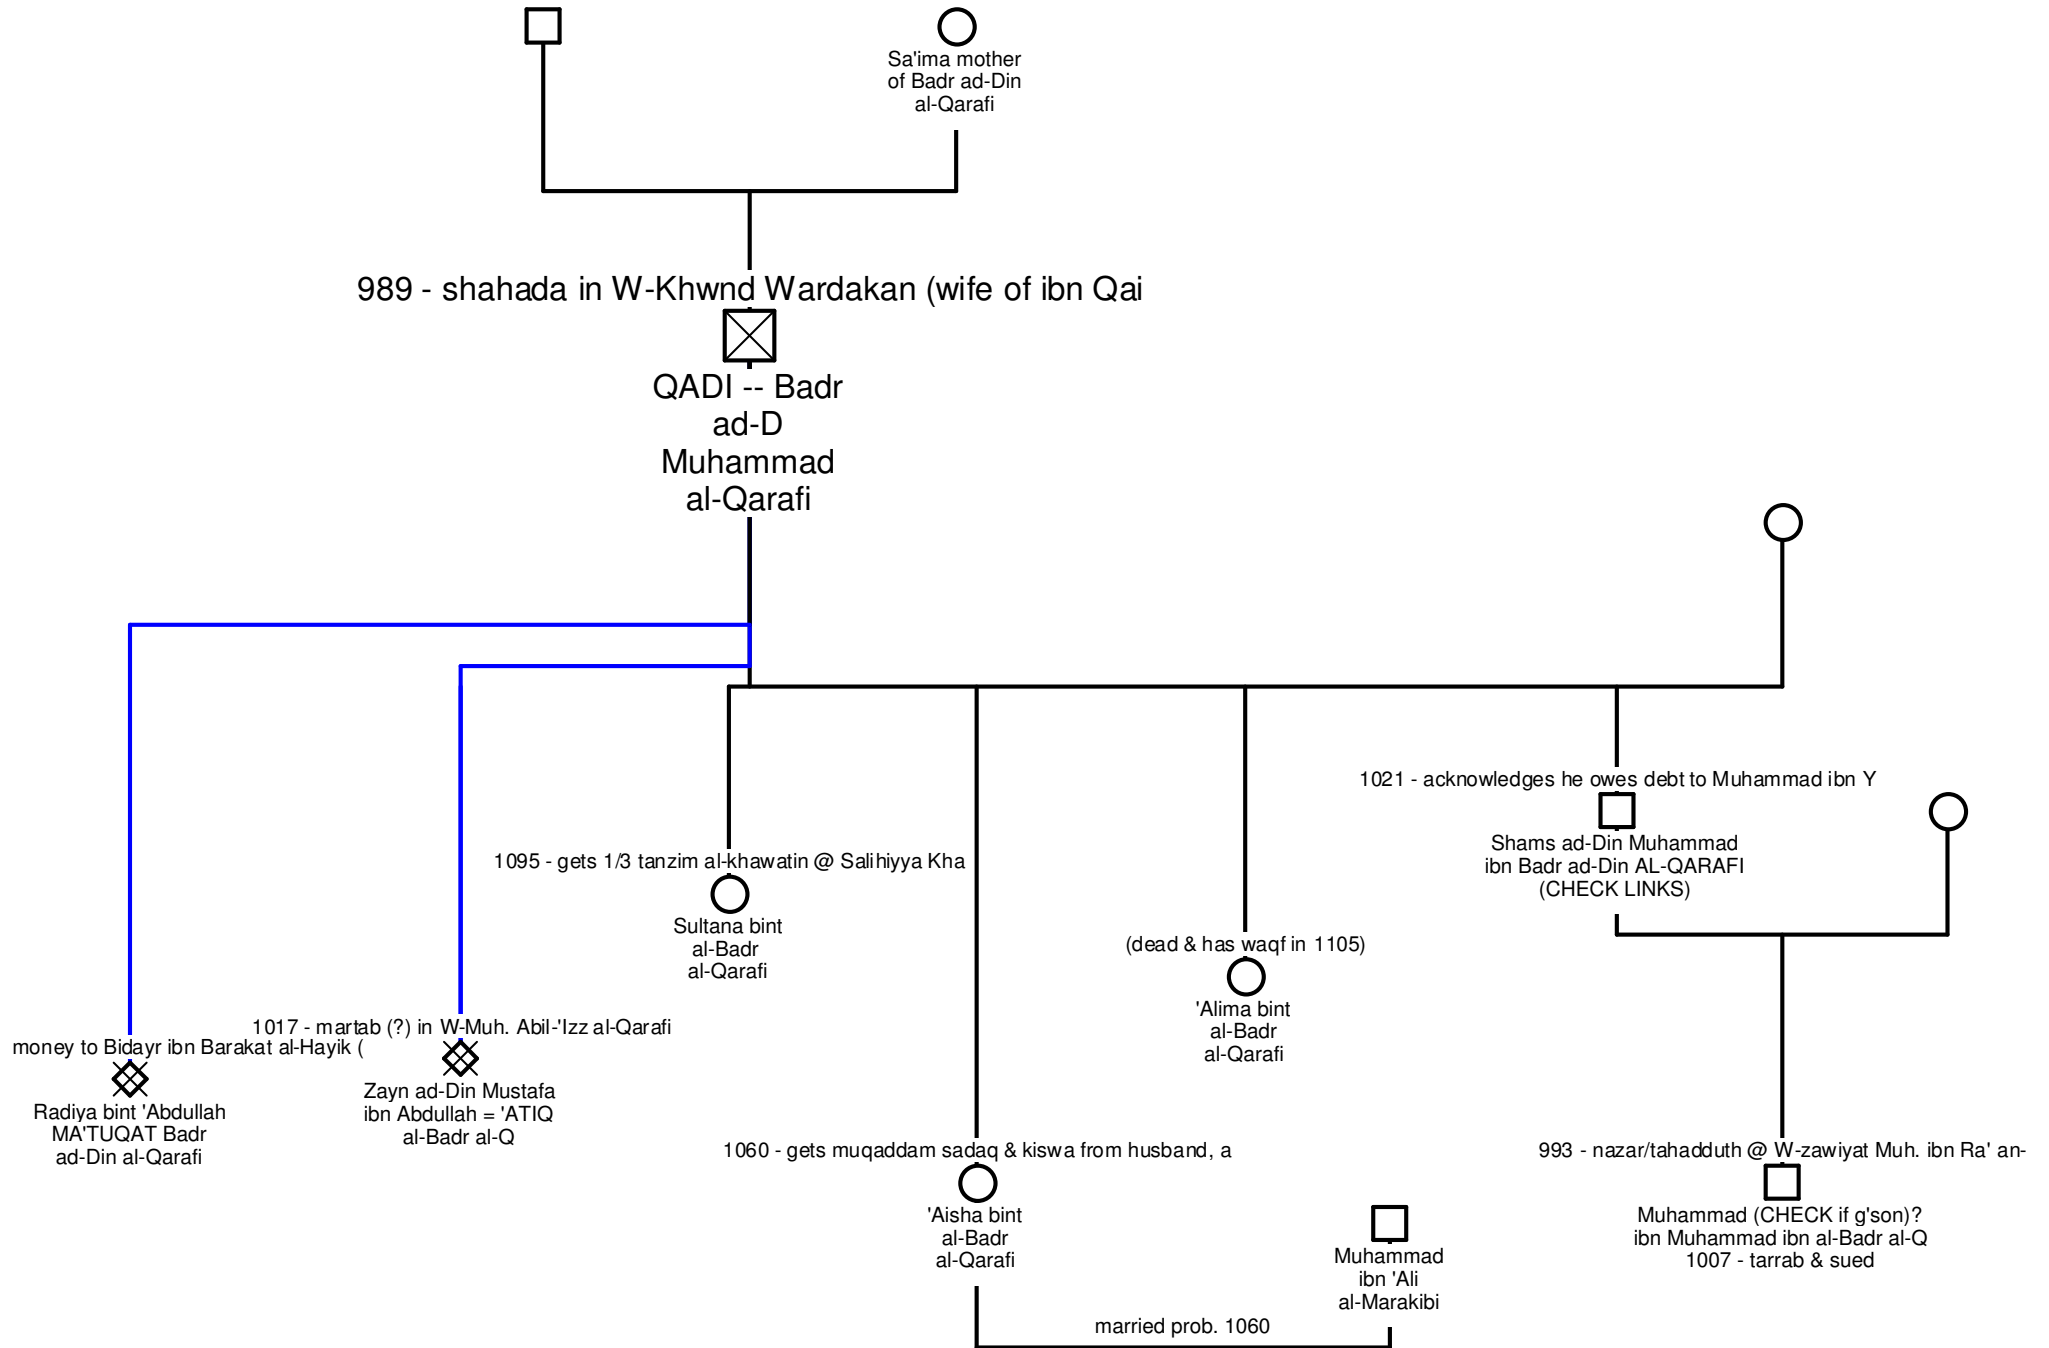 Sa'ima mother
of Badr ad-Din
al-Qarafi
989 - shahada in W-Khwnd Wardakan (wife of ibn Qai
QADI -- Badr
ad-D
Muhammad
al-Qarafi
1021 - acknowledges he owes debt to Muhammad ibn Y
Shams ad-Din Muhammad
ibn Badr ad-Din AL-QARAFI
(CHECK LINKS)
1095 - gets 1/3 tanzim al-khawatin @ Salihiyya Kha
Sultana bint
al-Badr
al-Qarafi
(dead & has waqf in 1105)
'Alima bint
al-Badr
al-Qarafi
1017 - martab (?) in W-Muh. Abil-'Izz al-Qarafi
Zayn ad-Din Mustafa
ibn Abdullah = 'ATIQ
al-Badr al-Q
money to Bidayr ibn Barakat al-Hayik (
Radiya bint 'Abdullah
MA'TUQAT Badr
ad-Din al-Qarafi
1060 - gets muqaddam sadaq & kiswa from husband, a
'Aisha bint
al-Badr
al-Qarafi
993 - nazar/tahadduth @ W-zawiyat Muh. ibn Ra' an-
Muhammad (CHECK if g'son)?
ibn Muhammad ibn al-Badr al-Q
1007 - tarrab & sued
Muhammad
ibn 'Ali
al-Marakibi
married prob. 1060